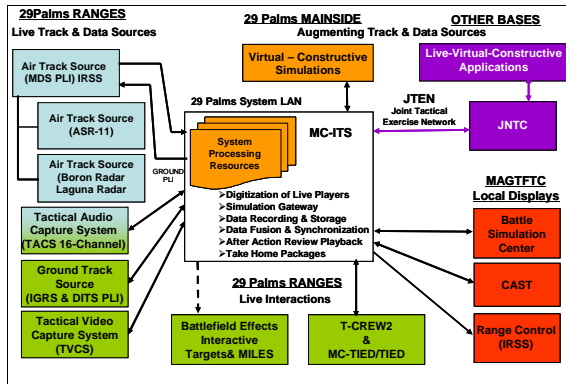 29Palms RANGES
Live Track & Data Sources
29 Palms MAINSIDE
Augmenting Track & Data Sources
OTHER BASES
Air Track Source
(MDS PLI) IRSS
Air Track Source
(ASR-11)
Air Track Source
(Boron Radar
Laguna Radar)
Tactical Audio
Capture System
(TACS 16-Channel)
Ground Track
Source
(IGRS & DITS PLI)
Tactical Video
Capture System
(TVCS)
GROUND
PLI
Virtual – Constructive
Simulations
29 Palms System LAN
MC-ITS
System
Processing
Resources
➢Digitization of Live Players
➢Simulation Gateway
➢Data Recording & Storage
➢Data Fusion & Synchronization
➢After Action Review Playback
➢Take Home Packages
29 Palms RANGES
Live Interactions
Battlefield Effects
Interactive
Targets& MILES
T-CREW2
&
MC-TIED/TIED
Live-Virtual-Constructive
Applications
JTEN
Joint Tactical
Exercise Network
JNTC
MAGTFTC
Local Displays
Battle
Simulation
Center
CAST
Range Control
(IRSS)